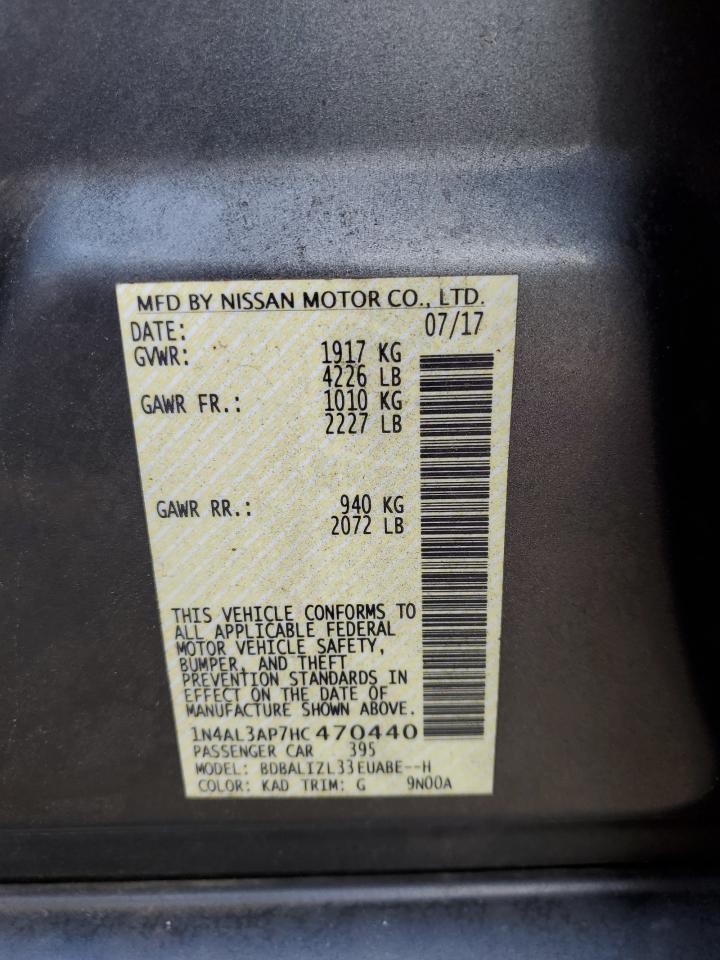 MFD BY NISSAN MOTOR CO., LTD.
DATE: 07/17
GVWR: 1917 KG
4226 LB
GAWR FR.: 1010 KG
2227 LB
GAWR RR.: 940 KG
2072 LB
THIS VEHICLE CONFORMS TO
ALL APPLICABLE FEDERAL
MOTOR VEHICLE SAFETY,
BUMPER, AND THEFT
PREVENTION STANDARDS IN
EFFECT ON THE DATE OF
MANUFACTURE SHOWN ABOVE.
1N4AL3AP7HC470440
PASSENGER CAR 395
MODEL: BDBALIZL33EUABE--H
COLOR: KAD TRIM: G 9N00A